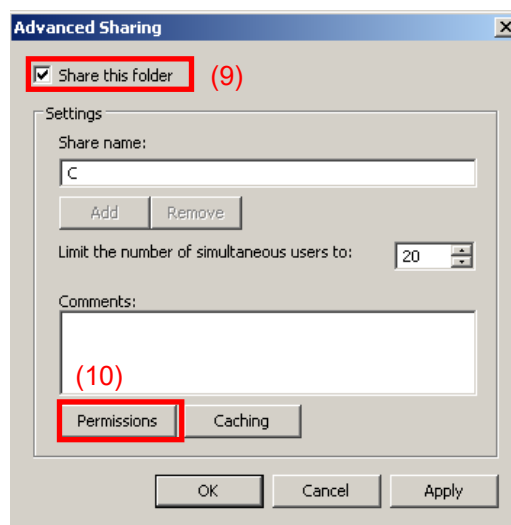 Advanced Sharing
Share this folder (9)
Settings
Share name:
C
Add Remove
Limit the number of simultaneous users to: 20
Comments:
(10)
Permissions Caching
OK Cancel Apply